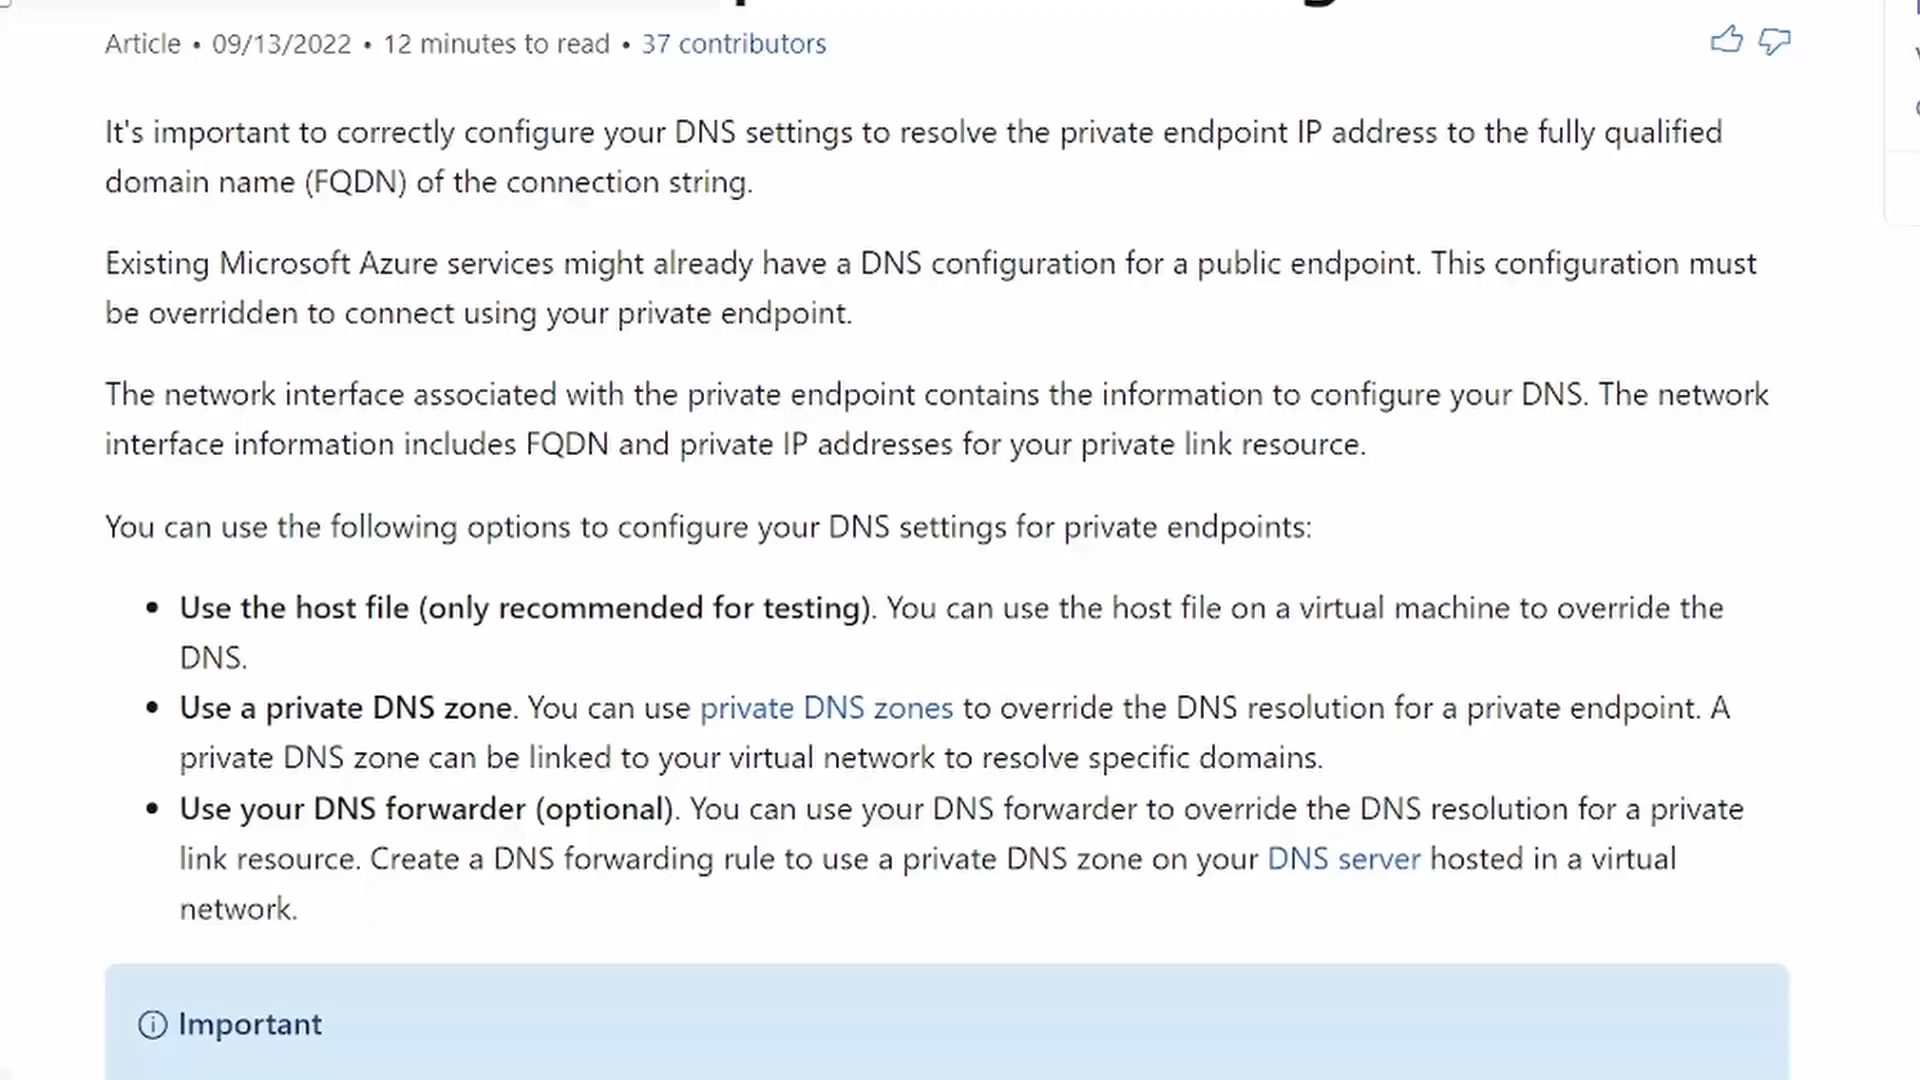 Article • 09/13/2022 • 12 minutes to read • 37 contributors
It's important to correctly configure your DNS settings to resolve the private endpoint IP address to the fully qualified
domain name (FQDN) of the connection string.
Existing Microsoft Azure services might already have a DNS configuration for a public endpoint. This configuration must
be overridden to connect using your private endpoint.
The network interface associated with the private endpoint contains the information to configure your DNS. The network
interface information includes FQDN and private IP addresses for your private link resource.
You can use the following options to configure your DNS settings for private endpoints:
• Use the host file (only recommended for testing). You can use the host file on a virtual machine to override the
DNS.
• Use a private DNS zone. You can use private DNS zones to override the DNS resolution for a private endpoint. A
private DNS zone can be linked to your virtual network to resolve specific domains.
• Use your DNS forwarder (optional). You can use your DNS forwarder to override the DNS resolution for a private
link resource. Create a DNS forwarding rule to use a private DNS zone on your DNS server hosted in a virtual
network.
Important